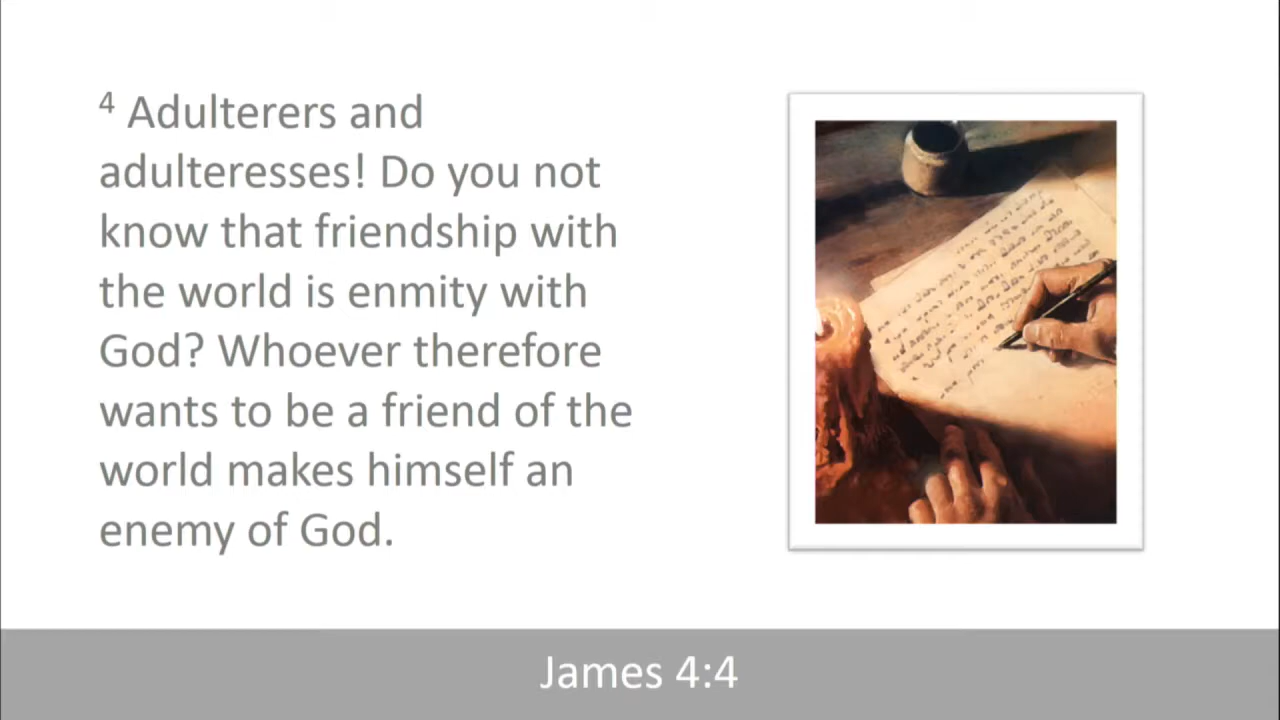 4 Adulterers and
adulteresses! Do you not
know that friendship with
the world is enmity with
God? Whoever therefore
wants to be a friend of the
world makes himself an
enemy of God.
James 4:4